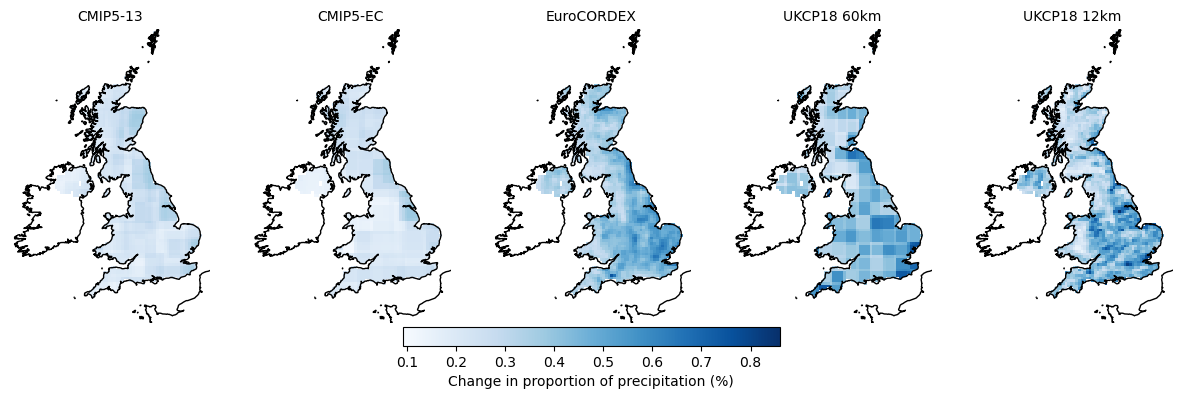 CMIP5-13 CMIP5-EC EuroCORDEX UKCP18 60km UKCP18 12km
0.1 0.2 0.3 0.4 0.5 0.6 0.7 0.8
Change in proportion of precipitation (%)